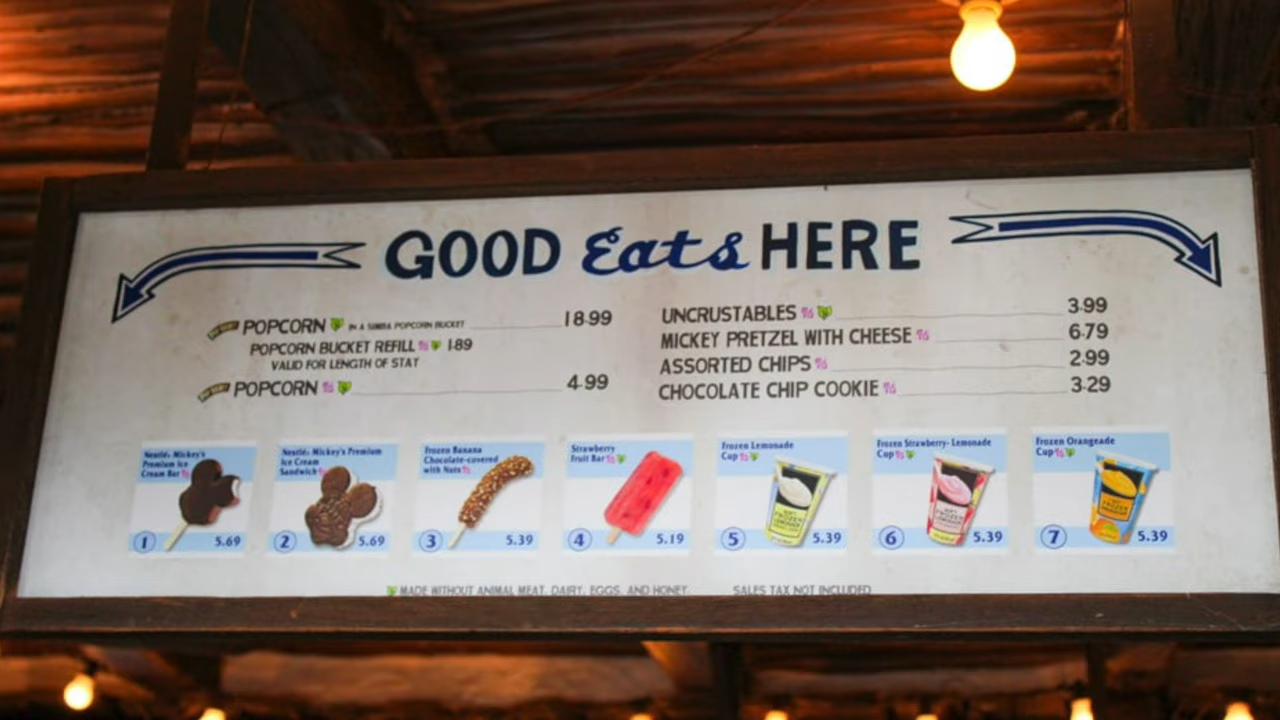 GOOD Eats HERE
POPCORN IN A SIMBA POPCORN BUCKET 18.99
POPCORN BUCKET REFILL 1.89
VALID FOR LENGTH OF STAY
POPCORN 4.99
UNCRUSTABLES 3.99
MICKEY PRETZEL WITH CHEESE 6.79
ASSORTED CHIPS 2.99
CHOCOLATE CHIP COOKIE 3.29
Nestlé® Mickey's
Premium Ice
Cream Bar
1 5.69
Nestlé® Mickey's Premium
Ice Cream
Sandwich
2 5.69
Frozen Banana
Chocolate-covered
with Nuts
3 5.39
Strawberry
Fruit Bar
4 5.19
Frozen Lemonade
Cup
FROZEN
5 5.39
Frozen Strawberry-Lemonade
Cup
FROZEN
6 5.39
Frozen Orangeade
Cup
FROZEN
7 5.39
MADE WITHOUT ANIMAL MEAT, DAIRY, EGGS, AND HONEY. SALES TAX NOT INCLUDED